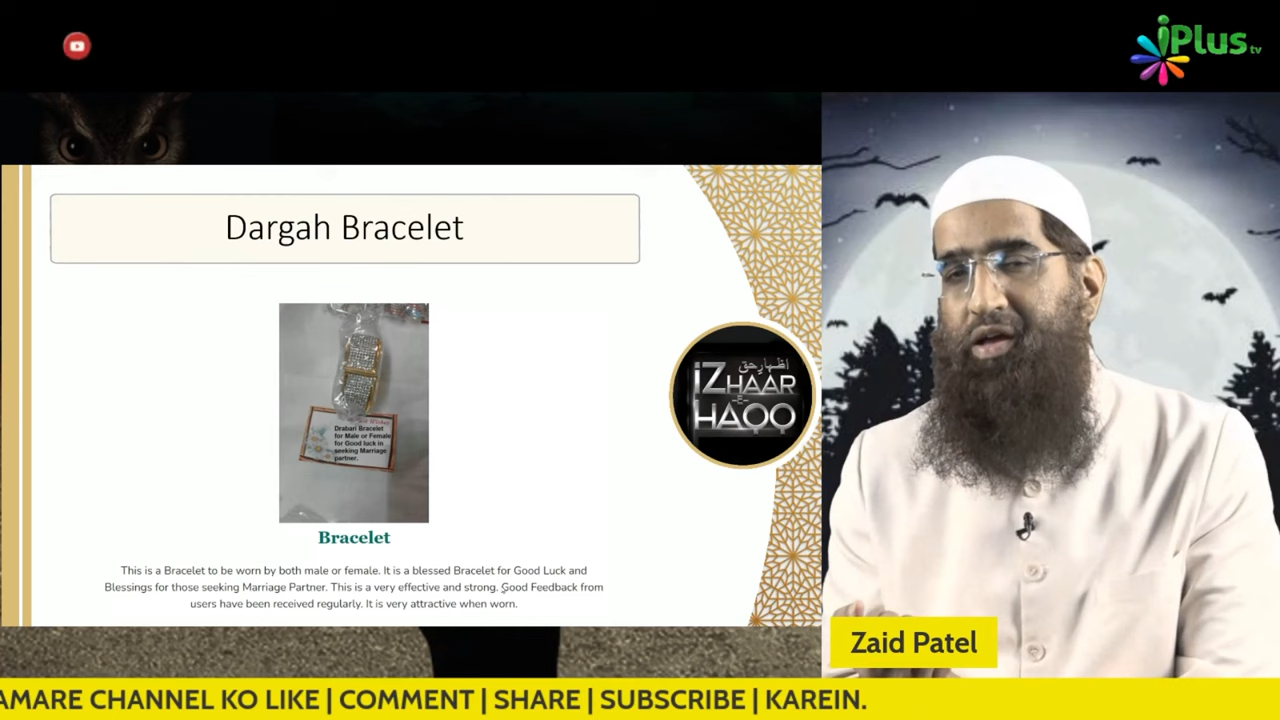 iPlus tv
Dargah Bracelet
Drabari Bracelet
for Male or Female
for Good luck in
seeking Marriage
partner.
اظہارِ حق
iZHAAR
-E-
HAQQ
Bracelet
This is a Bracelet to be worn by both male or female. It is a blessed Bracelet for Good Luck and
Blessings for those seeking Marriage Partner. This is a very effective and strong. Good Feedback from
users have been received regularly. It is very attractive when worn.
Zaid Patel
AMARE CHANNEL KO LIKE | COMMENT | SHARE | SUBSCRIBE | KAREIN.